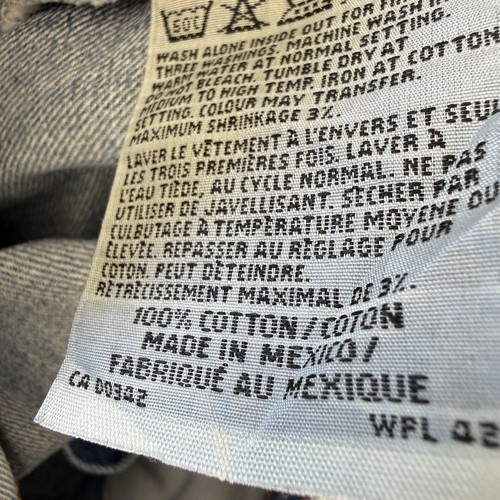 50C
WASH ALONE INSIDE OUT FOR
THREE WASHINGS. MACHINE WASH
WARM WATER AT NORMAL SETTING.
DO NOT BLEACH. TUMBLE DRY AT
MEDIUM TO HIGH TEMP. IRON AT COTTON
SETTING. COLOUR MAY TRANSFER.
MAXIMUM SHRINKAGE 3%.
LAVER LE VÊTEMENT À L'ENVERS ET SEUL
LES TROIS PREMIÈRES FOIS. LAVER À
L'EAU TIÈDE, AU CYCLE NORMAL. NE PAS
UTILISER DE JAVELLISANT. SÉCHER PAR
CULBUTAGE À TEMPÉRATURE MOYENNE OU
ÉLEVÉE. REPASSER AU RÉGLAGE POUR
COTON. PEUT DÉTEINDRE.
RÉTRÉCISSEMENT MAXIMAL DE 3%.
100% COTTON / COTON
MADE IN MEXICO /
FABRIQUÉ AU MEXIQUE
CA 00342
WPL 42